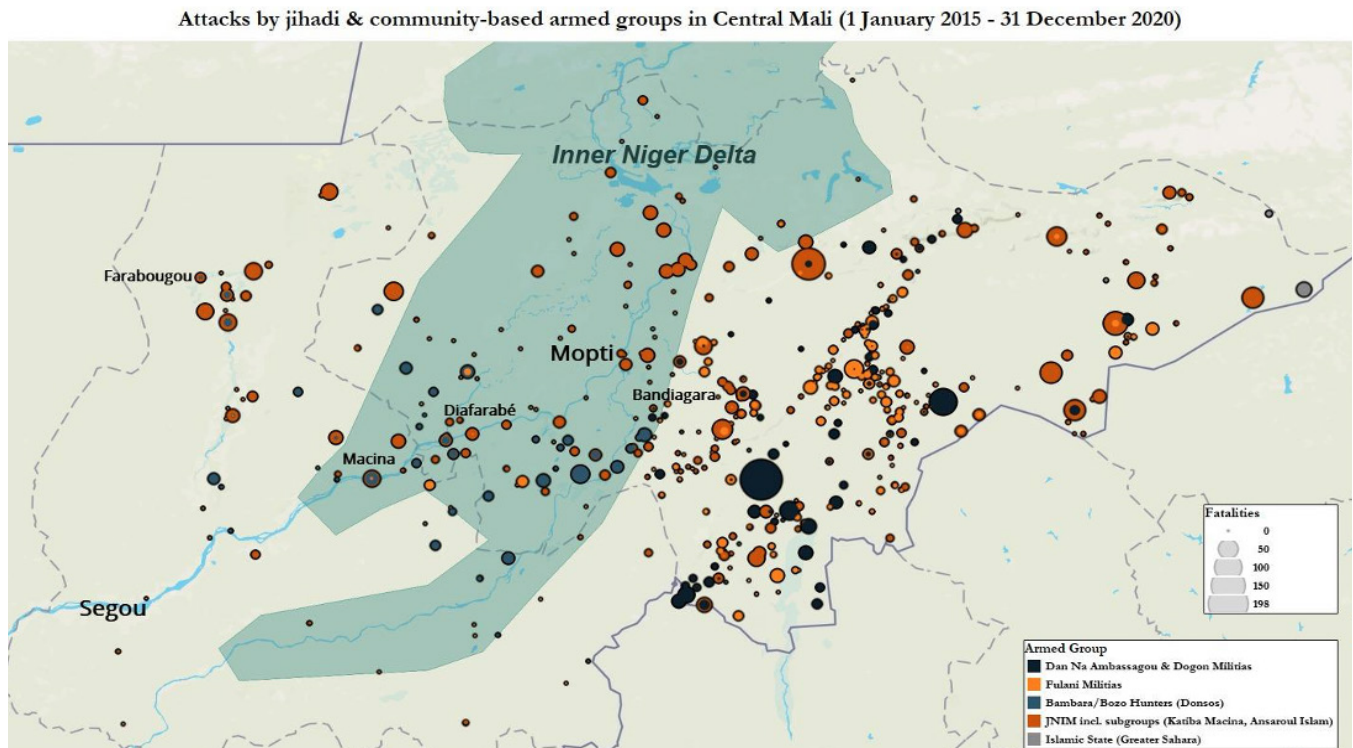 Attacks by jihadi & community-based armed groups in Central Mali (1 January 2015 - 31 December 2020)
Inner Niger Delta
Farabougou
Mopti
Bandiagara
Diafarabé
Macina
Segou
Fatalities
0
50
100
150
198
Armed Group
Dan Na Ambassagou & Dogon Militias
Fulani Militias
Bambara/Bozo Hunters (Donsos)
JNIM incl. subgroups (Katiba Macina, Ansaroul Islam)
Islamic State (Greater Sahara)